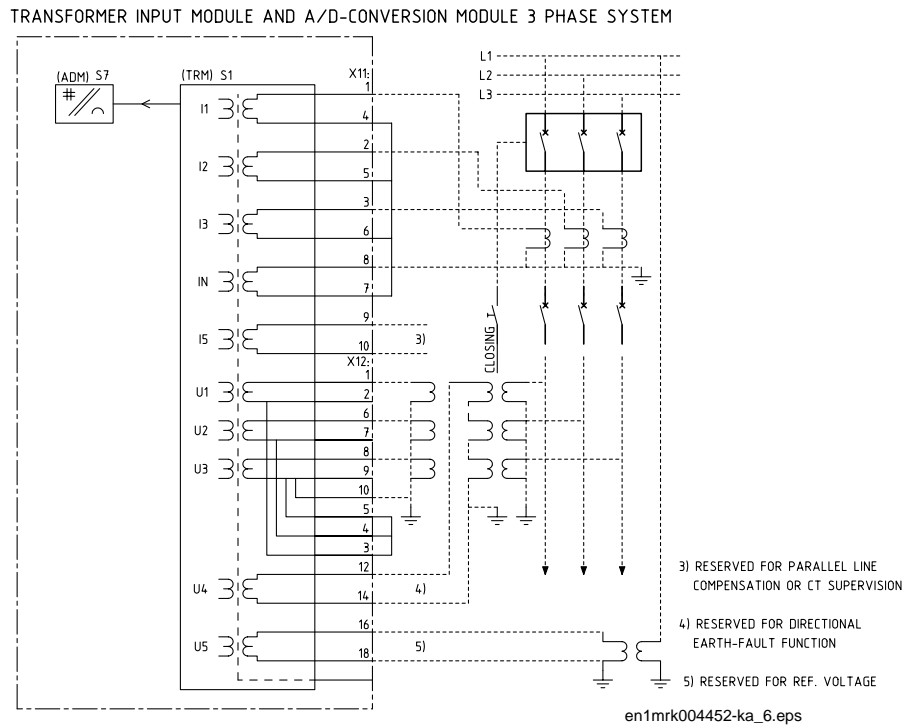 TRANSFORMER INPUT MODULE AND A/D-CONVERSION MODULE 3 PHASE SYSTEM
L1
L2
L3
(ADM) S7
(TRM) S1
X11:
1
I1
4
2
I2
5
3
I3
6
8
IN
7
9
I5
10
3)
X12:
1
U1
2
6
U2
7
8
U3
9
10
5
4
3
CLOSING
12
U4
14
4)
16
U5
18
5)
#
3) RESERVED FOR PARALLEL LINE
COMPENSATION OR CT SUPERVISION
4) RESERVED FOR DIRECTIONAL
EARTH-FAULT FUNCTION
5) RESERVED FOR REF. VOLTAGE
en1mrk004452-ka_6.eps